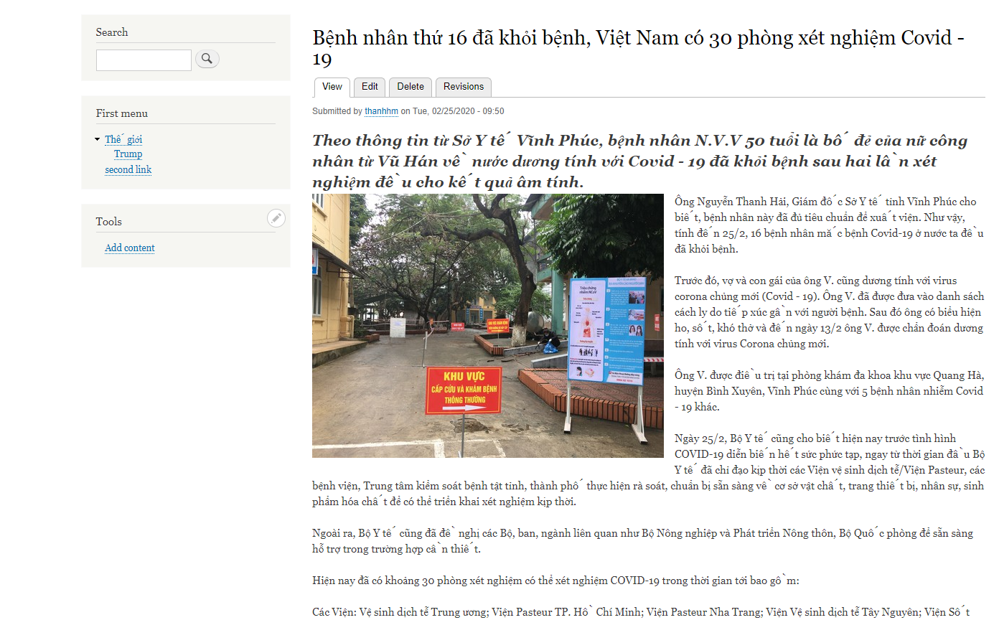 Search
First menu
Thế giới
Trump
second link
Tools
Add content
Bệnh nhân thứ 16 đã khỏi bệnh, Việt Nam có 30 phòng xét nghiệm Covid -
19
View Edit Delete Revisions
Submitted by thanhhm on Tue, 02/25/2020 - 09:50
Theo thông tin từ Sở Y tế Vĩnh Phúc, bệnh nhân N.V.V 50 tuổi là bố đẻ của nữ công
nhân từ Vũ Hán về nước dương tính với Covid - 19 đã khỏi bệnh sau hai lần xét
nghiệm đều cho kết quả âm tính.
Triệu chứng
nhiễm NCoV
KHU VỰC
CẤP CỨU VÀ KHÁM BỆNH
THÔNG THƯỜNG
Ông Nguyễn Thanh Hải, Giám đốc Sở Y tế tỉnh Vĩnh Phúc cho
biết, bệnh nhân này đã đủ tiêu chuẩn để xuất viện. Như vậy,
tính đến 25/2, 16 bệnh nhân mắc bệnh Covid-19 ở nước ta đều
đã khỏi bệnh.
Trước đó, vợ và con gái của ông V. cũng dương tính với virus
corona chủng mới (Covid - 19). Ông V. đã được đưa vào danh sách
cách ly do tiếp xúc gần với người bệnh. Sau đó ông có biểu hiện
ho, sốt, khó thở và đến ngày 13/2 ông V. được chẩn đoán dương
tính với virus Corona chủng mới.
Ông V. được điều trị tại phòng khám đa khoa khu vực Quang Hà,
huyện Bình Xuyên, Vĩnh Phúc cùng với 5 bệnh nhân nhiễm Covid
- 19 khác.
Ngày 25/2, Bộ Y tế cũng cho biết hiện nay trước tình hình
COVID-19 diễn biến hết sức phức tạp, ngay từ thời gian đầu Bộ
Y tế đã chỉ đạo kịp thời các Viện vệ sinh dịch tễ/Viện Pasteur, các
bệnh viện, Trung tâm kiểm soát bệnh tật tỉnh, thành phố thực hiện rà soát, chuẩn bị sẵn sàng về cơ sở vật chất, trang thiết bị, nhân sự, sinh
phẩm hóa chất để có thể triển khai xét nghiệm kịp thời.
Ngoài ra, Bộ Y tế cũng đã đề nghị các Bộ, ban, ngành liên quan như Bộ Nông nghiệp và Phát triển Nông thôn, Bộ Quốc phòng để sẵn sàng
hỗ trợ trong trường hợp cần thiết.
Hiện nay đã có khoảng 30 phòng xét nghiệm có thể xét nghiệm COVID-19 trong thời gian tới bao gồm:
Các Viện: Vệ sinh dịch tễ Trung ương; Viện Pasteur TP. Hồ Chí Minh; Viện Pasteur Nha Trang; Viện Vệ sinh dịch tễ Tây Nguyên; Viện Sốt